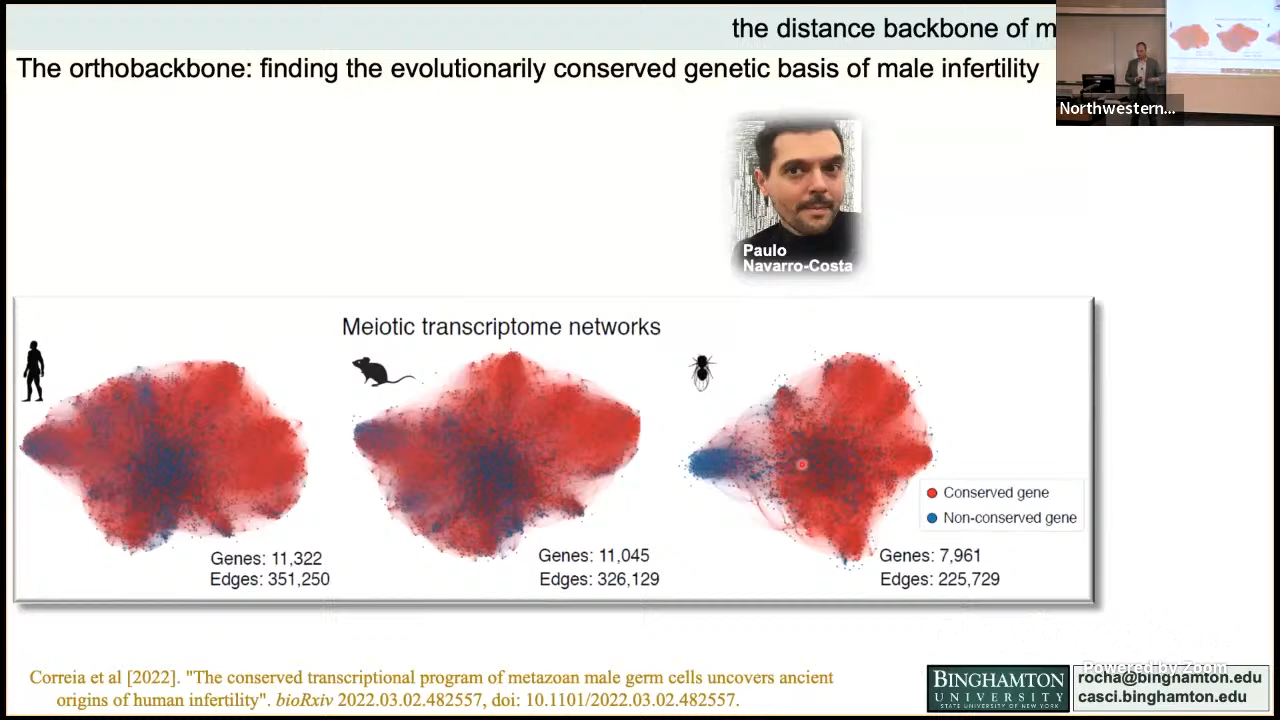 the distance backbone of m
The orthobackbone: finding the evolutionarily conserved genetic basis of male infertility
Northwestern...
Paulo
Navarro-Costa
Meiotic transcriptome networks
Conserved gene
Non-conserved gene
Genes: 11,322
Edges: 351,250
Genes: 11,045
Edges: 326,129
Genes: 7,961
Edges: 225,729
Correia et al [2022]. "The conserved transcriptional program of metazoan male germ cells uncovers ancient
origins of human infertility". bioRxiv 2022.03.02.482557, doi: 10.1101/2022.03.02.482557.
BINGHAMTON
UNIVERSITY
STATE UNIVERSITY OF NEW YORK
Powered by Zoom
rocha@binghamton.edu
casci.binghamton.edu